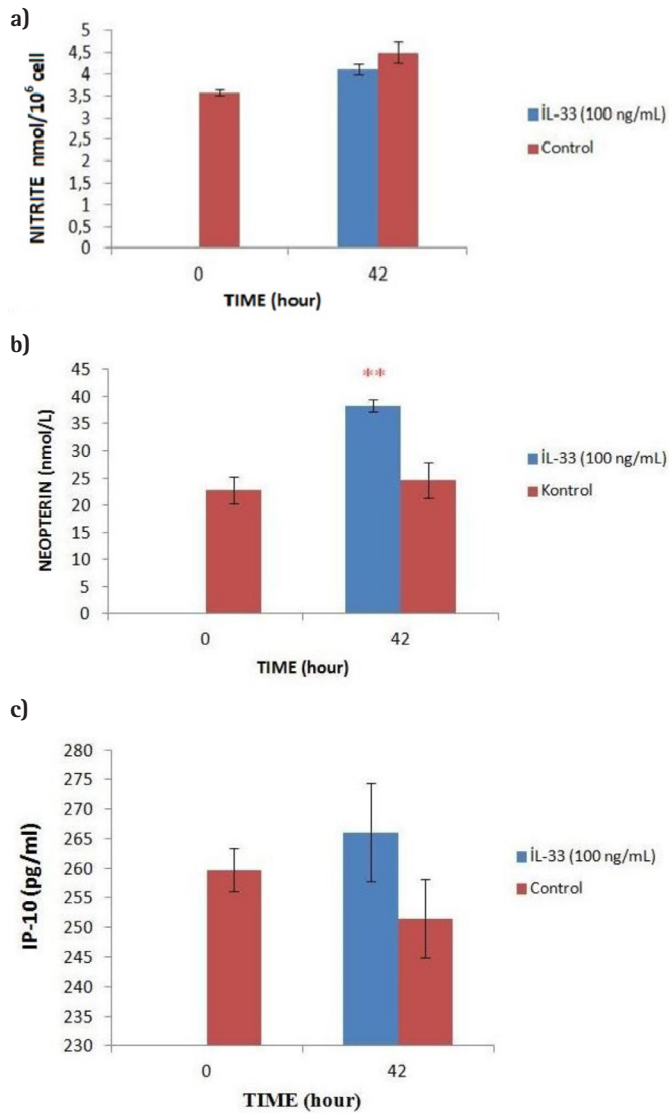 a)
NITRITE nmol/10⁶ cell
5
4,5
4
3,5
3
2,5
2
1,5
1
0,5
0
0 42
TIME (hour)
İL-33 (100 ng/mL)
Control
b)
NEOPTERIN (nmol/L)
45
40
35
30
25
20
15
10
5
0
**
0 42
TIME (hour)
İL-33 (100 ng/mL)
Kontrol
c)
IP-10 (pg/ml)
280
275
270
265
260
255
250
245
240
235
230
0 42
TIME (hour)
İL-33 (100 ng/mL)
Control